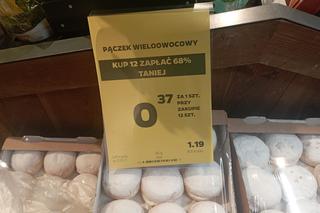 PĄCZEK WIELOOWOCOWY
KUP 12 ZAPŁAĆ 68%
TANIEJ
0 37
ZA 1 SZT.
PRZY
ZAKUPIE
12 SZT.
1.19